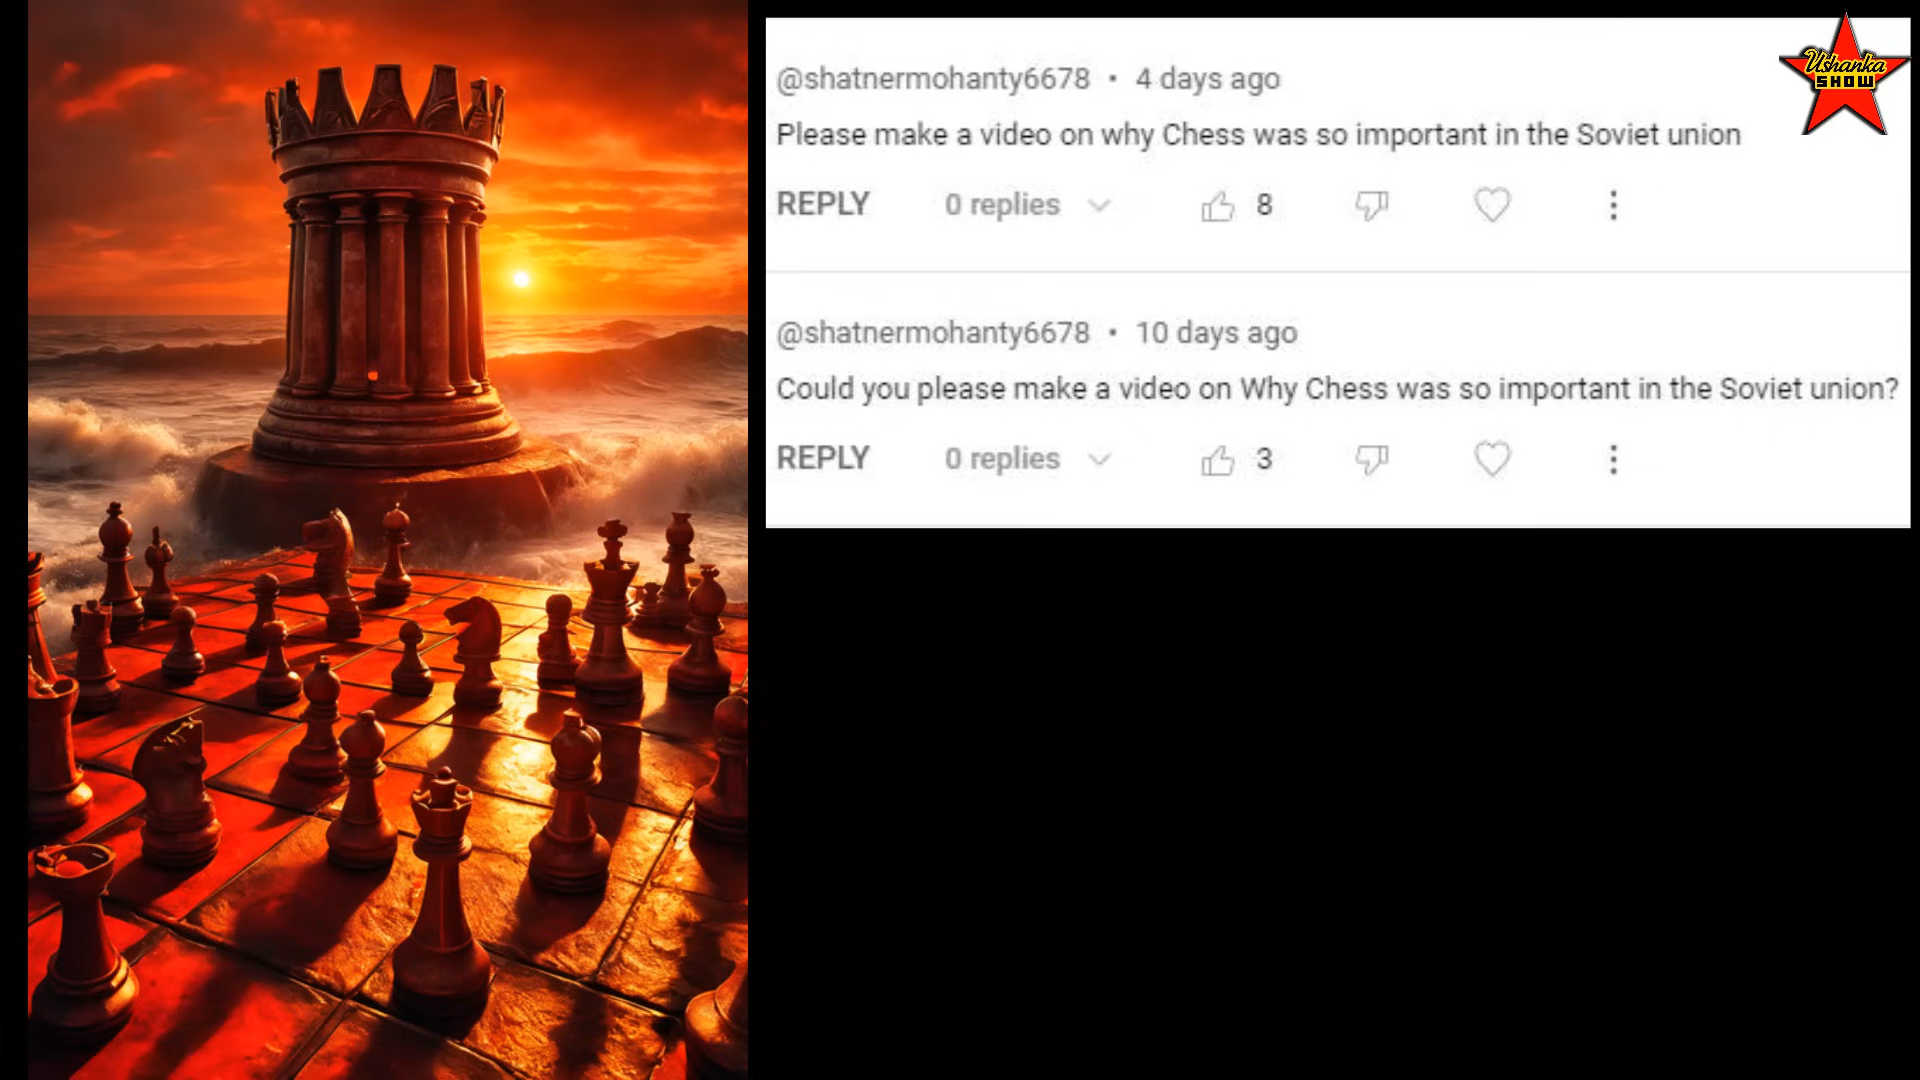 @shatnermohanty6678 • 4 days ago
Please make a video on why Chess was so important in the Soviet union
REPLY 0 replies 8
@shatnermohanty6678 • 10 days ago
Could you please make a video on Why Chess was so important in the Soviet union?
REPLY 0 replies 3
Ushanka
SHOW